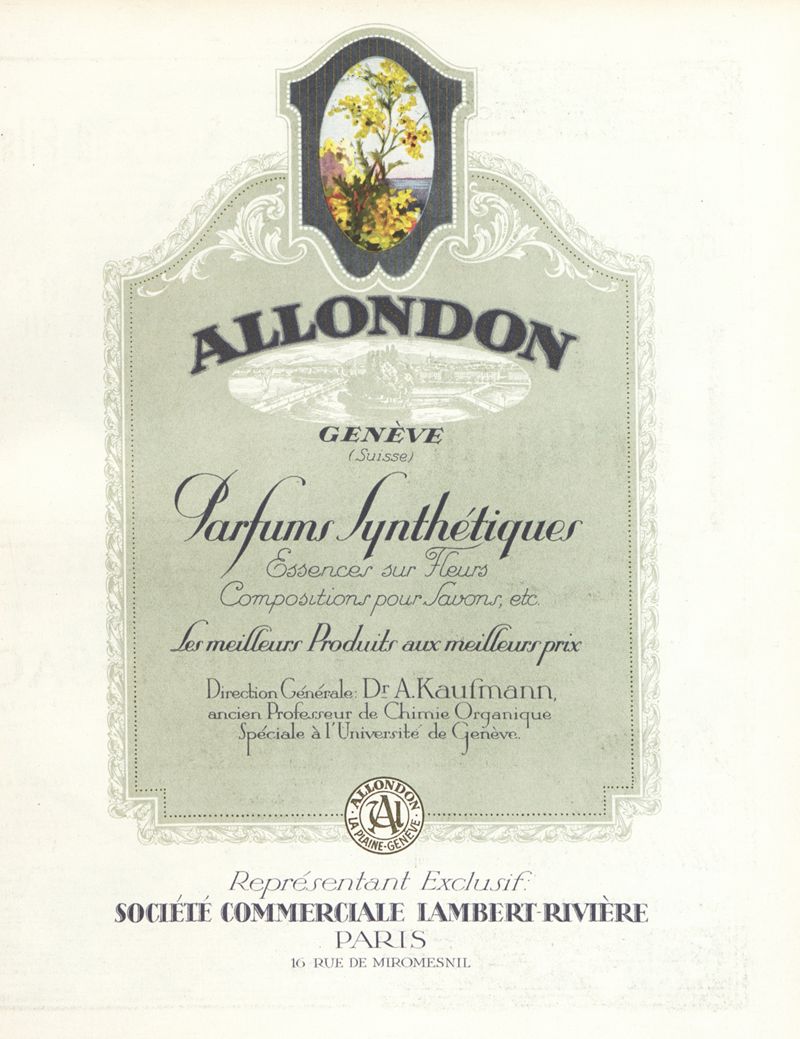 ALLONDON
GENÈVE
(Suisse)
Parfums Synthétiques
Essences sur Fleurs
Compositions pour Savons, etc.
Les meilleurs Produits aux meilleurs prix
Direction Générale: Dr A. Kaufmann,
ancien Professeur de Chimie Organique
Spéciale à l'Université de Genève.
ALLONDON
AL
LA PLAINE-GENÈVE
Représentant Exclusif:
SOCIÉTÉ COMMERCIALE LAMBERT-RIVIÈRE
PARIS
16 RUE DE MIROMESNIL